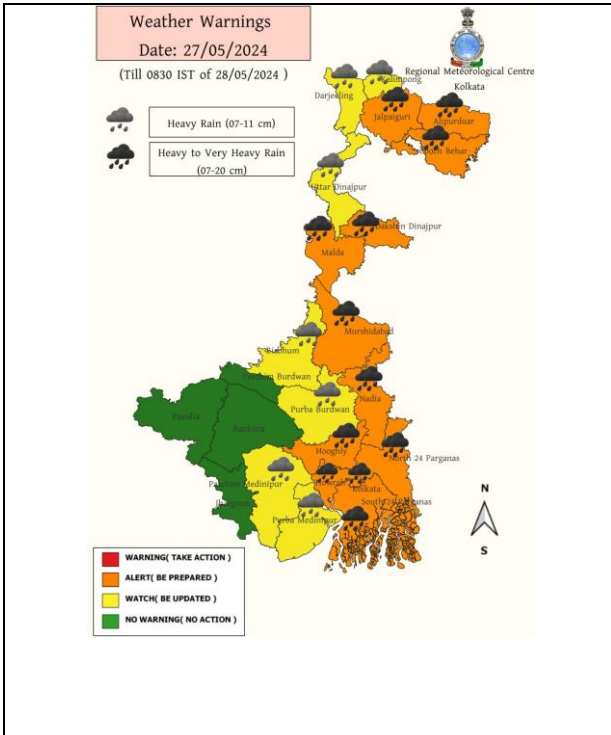 Weather Warnings
Date: 27/05/2024
(Till 0830 IST of 28/05/2024 )
Regional Meteorological Centre
Kolkata
Heavy Rain (07-11 cm)
Heavy to Very Heavy Rain
(07-20 cm)
Kalimpong
Darjeeling
Jalpaiguri
Alipurduar
Cooch Behar
Uttar Dinajpur
Dakshin Dinajpur
Malda
Murshidabad
Birbhum
Paschim Burdwan
Nadia
Purulia
Purba Burdwan
Bankura
Hooghly
North 24 Parganas
Paschim Medinipur
Howrah
Kolkata
Jhargram
South 24 Parganas
Purba Medinipur
N
S
WARNING( TAKE ACTION )
ALERT( BE PREPARED )
WATCH( BE UPDATED )
NO WARNING( NO ACTION )